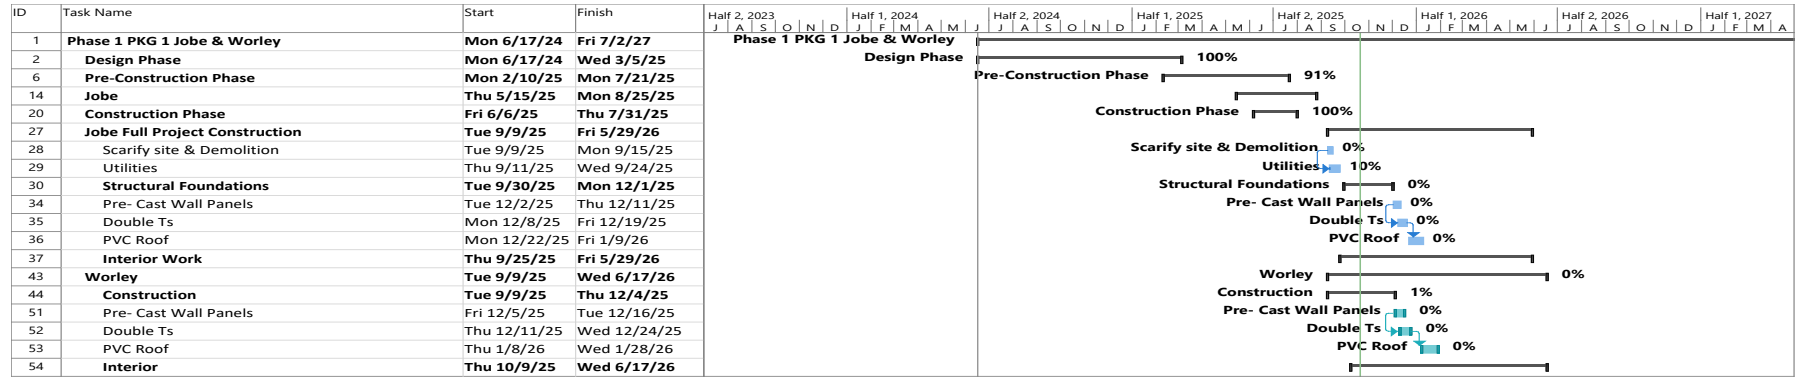 ID Task Name Start Finish Half 2, 2023 Half 1, 2024 Half 2, 2024 Half 1, 2025 Half 2, 2025 Half 1, 2026 Half 2, 2026 Half 1, 2027
J A S O N D J F M A M J J A S O N D J F M A M J J A S O N D J F M A M J J A S O N D J F M A
1 Phase 1 PKG 1 Jobe & Worley Mon 6/17/24 Fri 7/2/27 Phase 1 PKG 1 Jobe & Worley
2 Design Phase Mon 6/17/24 Wed 3/5/25 Design Phase 100%
6 Pre-Construction Phase Mon 2/10/25 Mon 7/21/25 Pre-Construction Phase 91%
14 Jobe Thu 5/15/25 Mon 8/25/25
20 Construction Phase Fri 6/6/25 Thu 7/31/25 Construction Phase 100%
27 Jobe Full Project Construction Tue 9/9/25 Fri 5/29/26
28 Scarify site & Demolition Tue 9/9/25 Mon 9/15/25 Scarify site & Demolition 0%
29 Utilities Thu 9/11/25 Wed 9/24/25 Utilities 10%
30 Structural Foundations Tue 9/30/25 Mon 12/1/25 Structural Foundations 0%
34 Pre- Cast Wall Panels Tue 12/2/25 Thu 12/11/25 Pre- Cast Wall Panels 0%
35 Double Ts Mon 12/8/25 Fri 12/19/25 Double Ts 0%
36 PVC Roof Mon 12/22/25 Fri 1/9/26 PVC Roof 0%
37 Interior Work Thu 9/25/25 Fri 5/29/26
43 Worley Tue 9/9/25 Wed 6/17/26 Worley 0%
44 Construction Tue 9/9/25 Thu 12/4/25 Construction 1%
51 Pre- Cast Wall Panels Fri 12/5/25 Tue 12/16/25 Pre- Cast Wall Panels 0%
52 Double Ts Thu 12/11/25 Wed 12/24/25 Double Ts 0%
53 PVC Roof Thu 1/8/26 Wed 1/28/26 PVC Roof 0%
54 Interior Thu 10/9/25 Wed 6/17/26